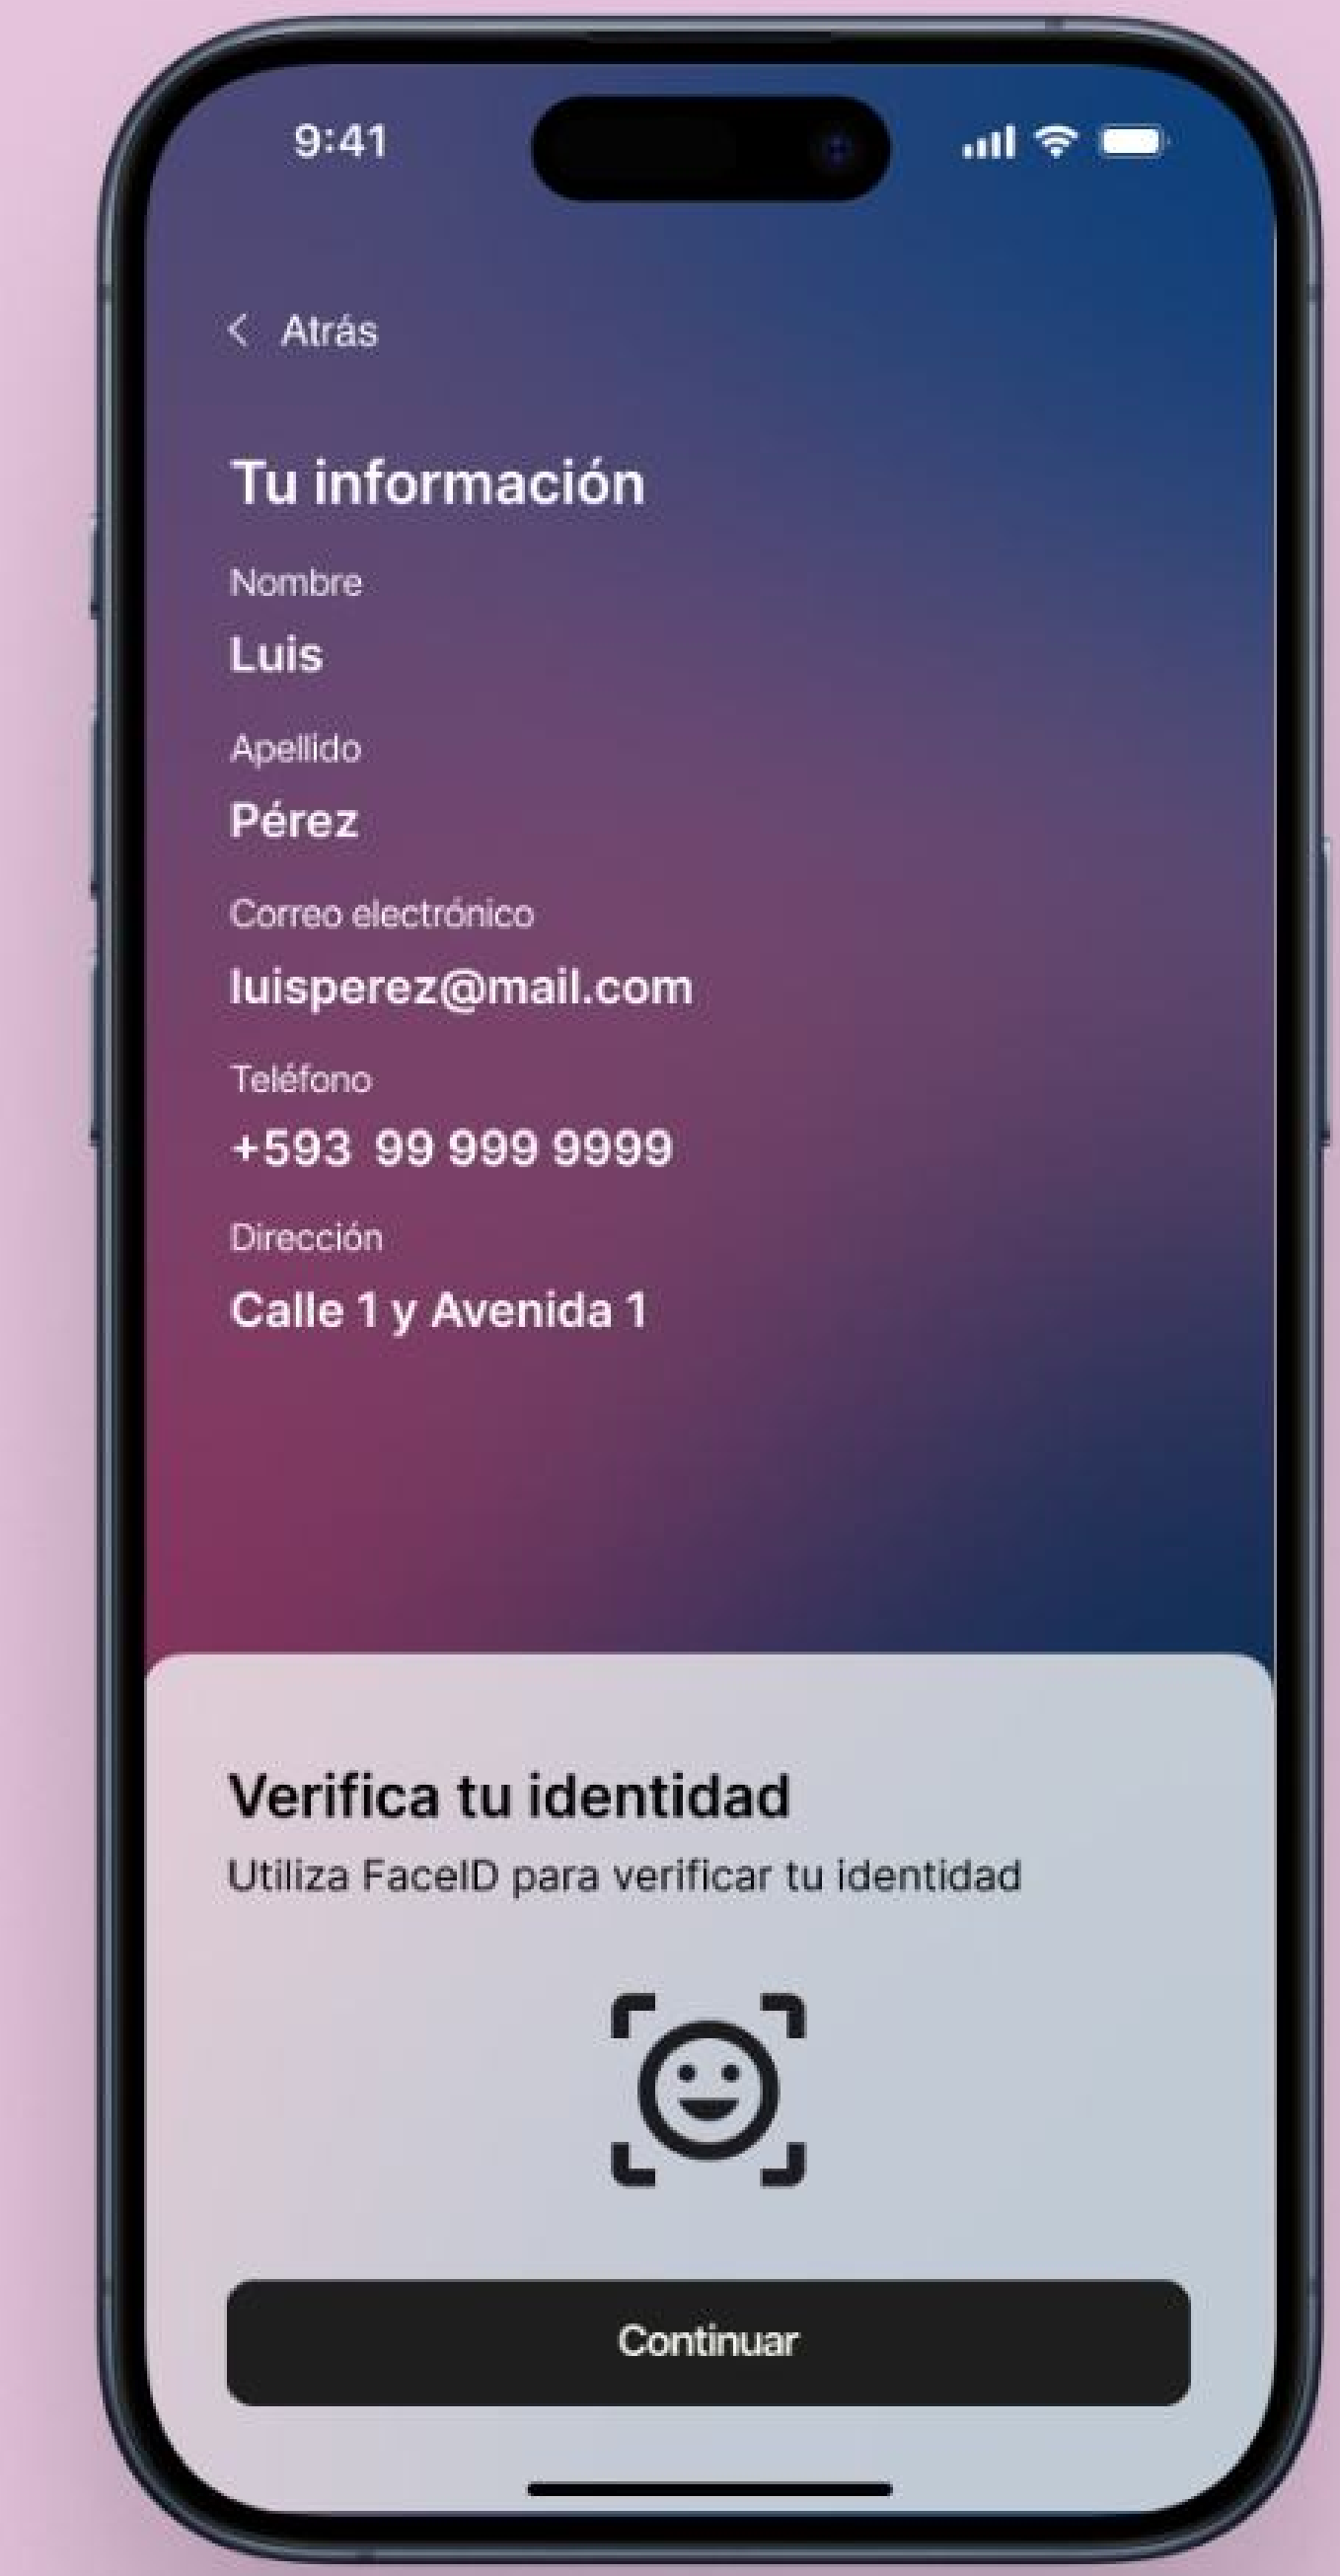 9:41
Atrás
Tu información
Nombre
Luis
Apellido
Pérez
Correo electrónico
luisperez@mail.com
Teléfono
+593 99 999 9999
Dirección
Calle 1 y Avenida 1
Verifica tu identidad
Utiliza FaceID para verificar tu identidad
Continuar